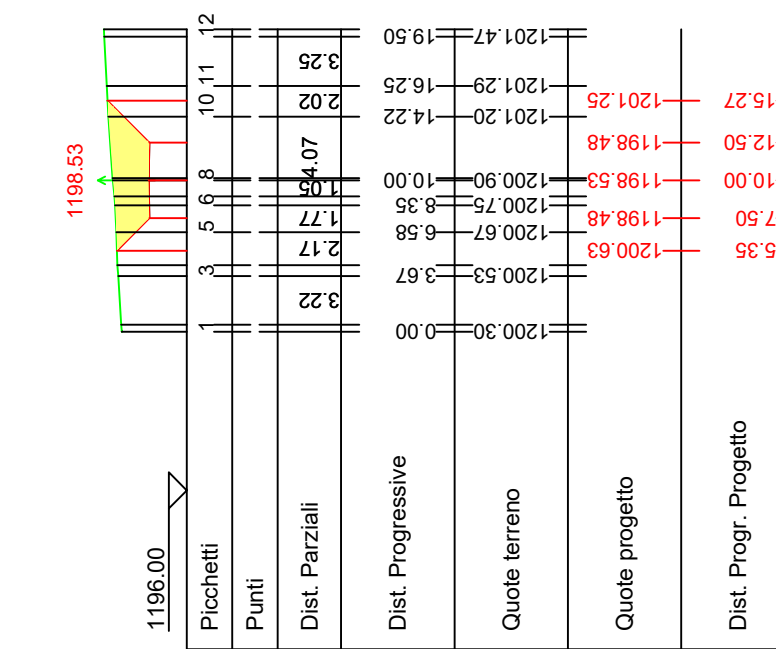 1198.53
1196.00
Picchetti 1 3 5 6 8 10 11 12
Punti
Dist. Parziali 3.22 2.17 1.77 1.05 4.07 2.02 3.25
Dist. Progressive 0.00 3.67 6.58 8.35 10.00 14.22 16.25 19.50
Quote terreno 1200.30 1200.53 1200.67 1200.75 1200.90 1201.20 1201.29 1201.47
Quote progetto 1200.63 1198.48 1198.53 1198.48 1201.25
Dist. Progr. Progetto 5.35 7.50 10.00 12.50 15.27